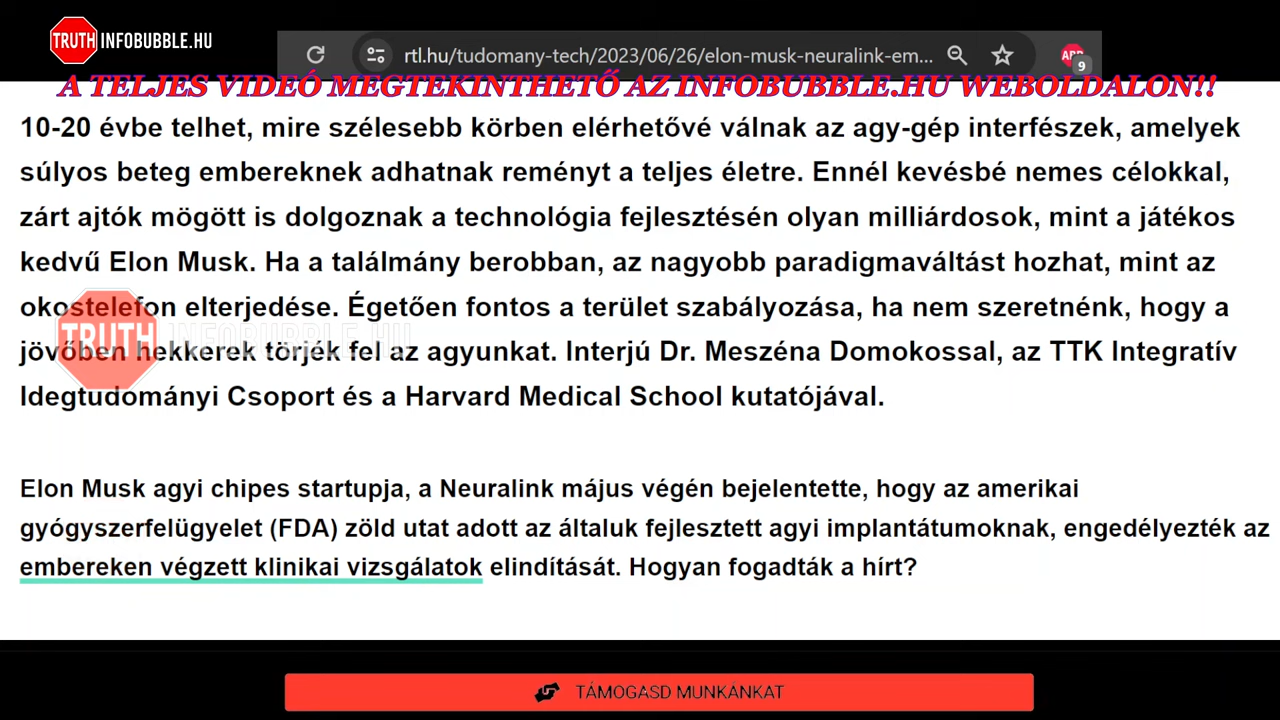 TRUTH INFOBUBBLE.HU
rtl.hu/tudomany-tech/2023/06/26/elon-musk-neuralink-em...
9
A TELJES VIDEÓ MEGTEKINTHETŐ AZ INFOBUBBLE.HU WEBOLDALON!!
10-20 évbe telhet, mire szélesebb körben elérhetővé válnak az agy-gép interfészek, amelyek
súlyos beteg embereknek adhatnak reményt a teljes életre. Ennél kevésbé nemes célokkal,
zárt ajtók mögött is dolgoznak a technológia fejlesztésén olyan milliárdosok, mint a játékos
kedvű Elon Musk. Ha a találmány berobban, az nagyobb paradigmaváltást hozhat, mint az
okostelefon elterjedése. Égetően fontos a terület szabályozása, ha nem szeretnénk, hogy a
TRUTH INFOBUBBLE.HU
jövőben hekkerek törjék fel az agyunkat. Interjú Dr. Meszéna Domokossal, az TTK Integratív
Idegtudományi Csoport és a Harvard Medical School kutatójával.
Elon Musk agyi chipes startupja, a Neuralink május végén bejelentette, hogy az amerikai
gyógyszerfelügyelet (FDA) zöld utat adott az általuk fejlesztett agyi implantátumoknak, engedélyezték az
embereken végzett klinikai vizsgálatok elindítását. Hogyan fogadták a hírt?
TÁMOGASD MUNKÁNKAT